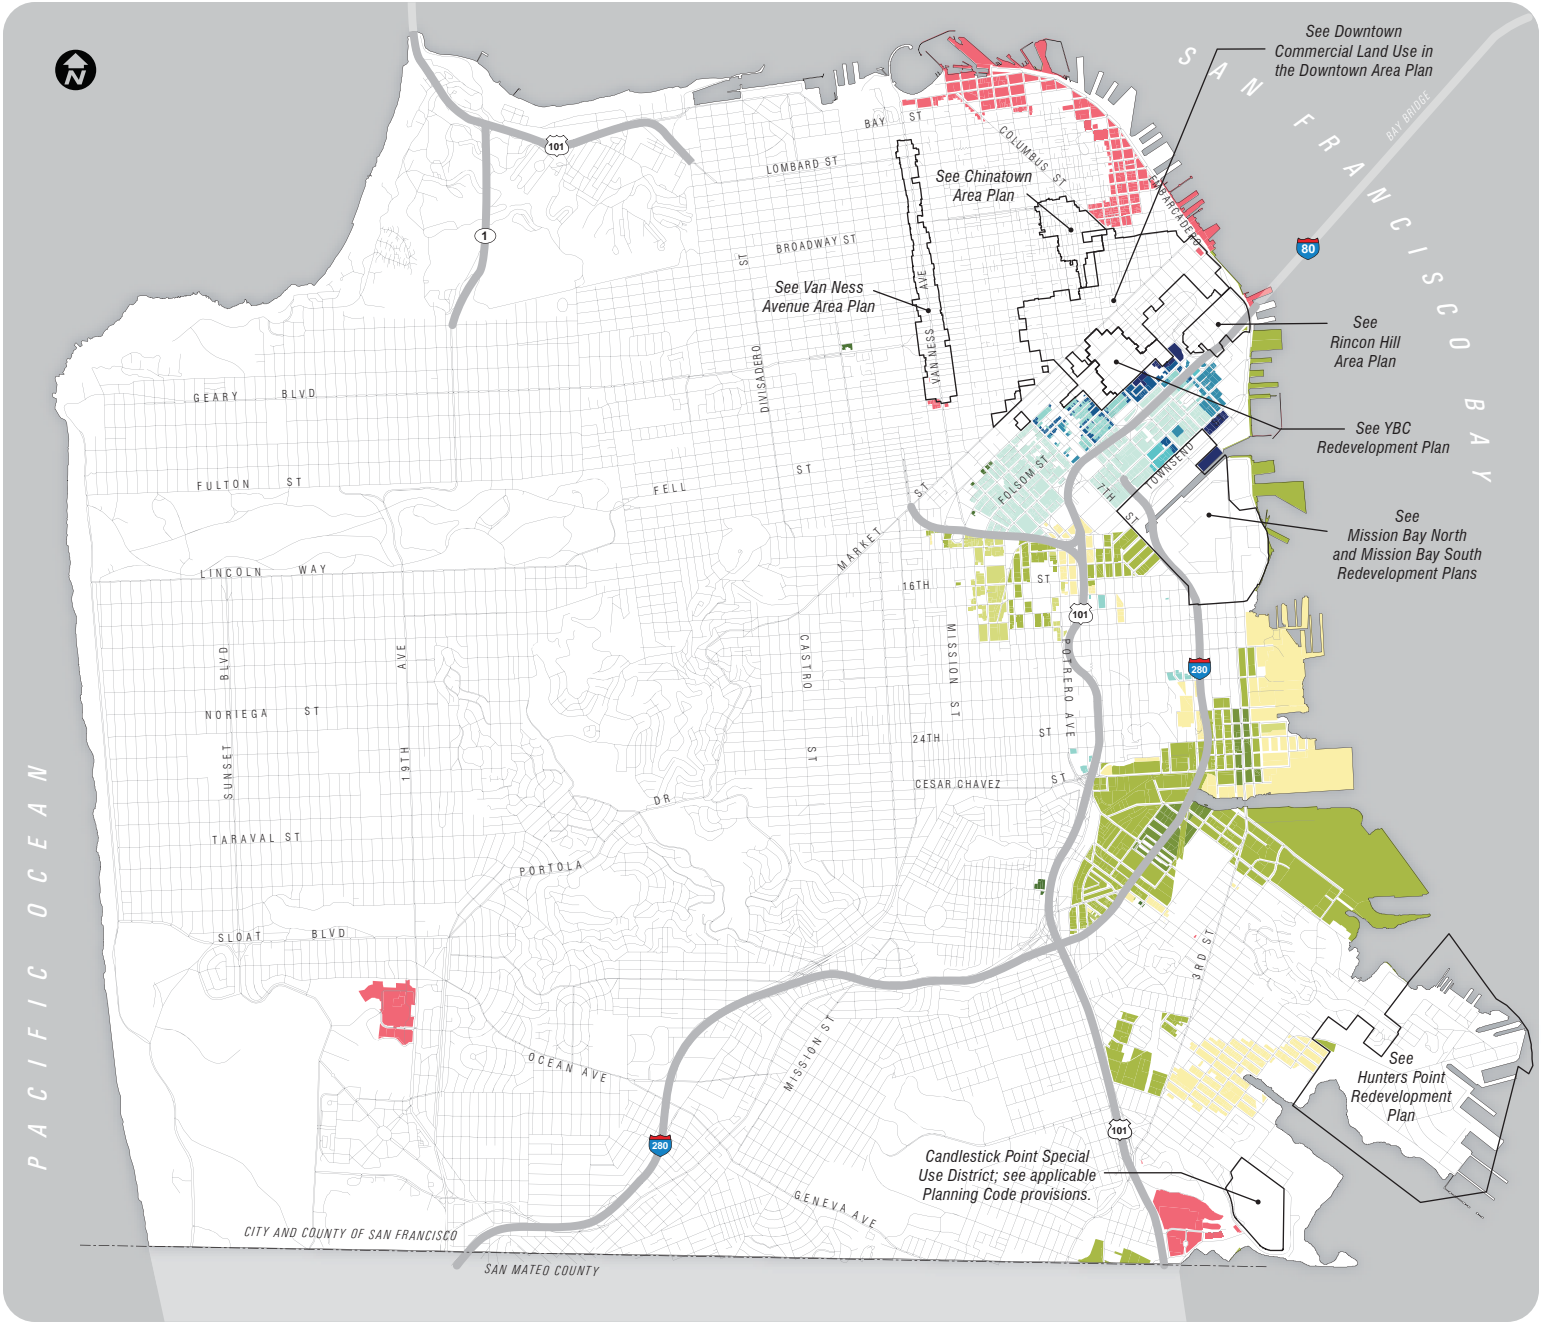 See Downtown
Commercial Land Use in
the Downtown Area Plan
SAN FRANCISCO BAY
BAY BRIDGE
N
101
BAY ST
COLUMBUS ST
LOMBARD ST
See Chinatown
Area Plan
EMBARCADERO
1
BROADWAY ST
80
ST
AVE
See Van Ness
Avenue Area Plan
See
Rincon Hill
Area Plan
VAN NESS
DIVISADERO
GEARY BLVD
See YBC
Redevelopment Plan
FULTON ST
FELL ST
ST
FOLSOM ST
7TH ST
TOWNSEND
See
Mission Bay North
and Mission Bay South
Redevelopment Plans
MARKET
LINCOLN WAY
16TH ST
101
BLVD
AVE
CASTRO
MISSION ST
POTRERO AVE
280
NORIEGA ST
24TH ST
SUNSET
19TH
ST
CESAR CHAVEZ ST
PACIFIC OCEAN
DR
TARAVAL ST
PORTOLA
SLOAT BLVD
3RD ST
MISSION ST
OCEAN AVE
See
Hunters Point
Redevelopment
Plan
280
101
Candlestick Point Special
Use District; see applicable
Planning Code provisions.
GENEVA AVE
CITY AND COUNTY OF SAN FRANCISCO
SAN MATEO COUNTY